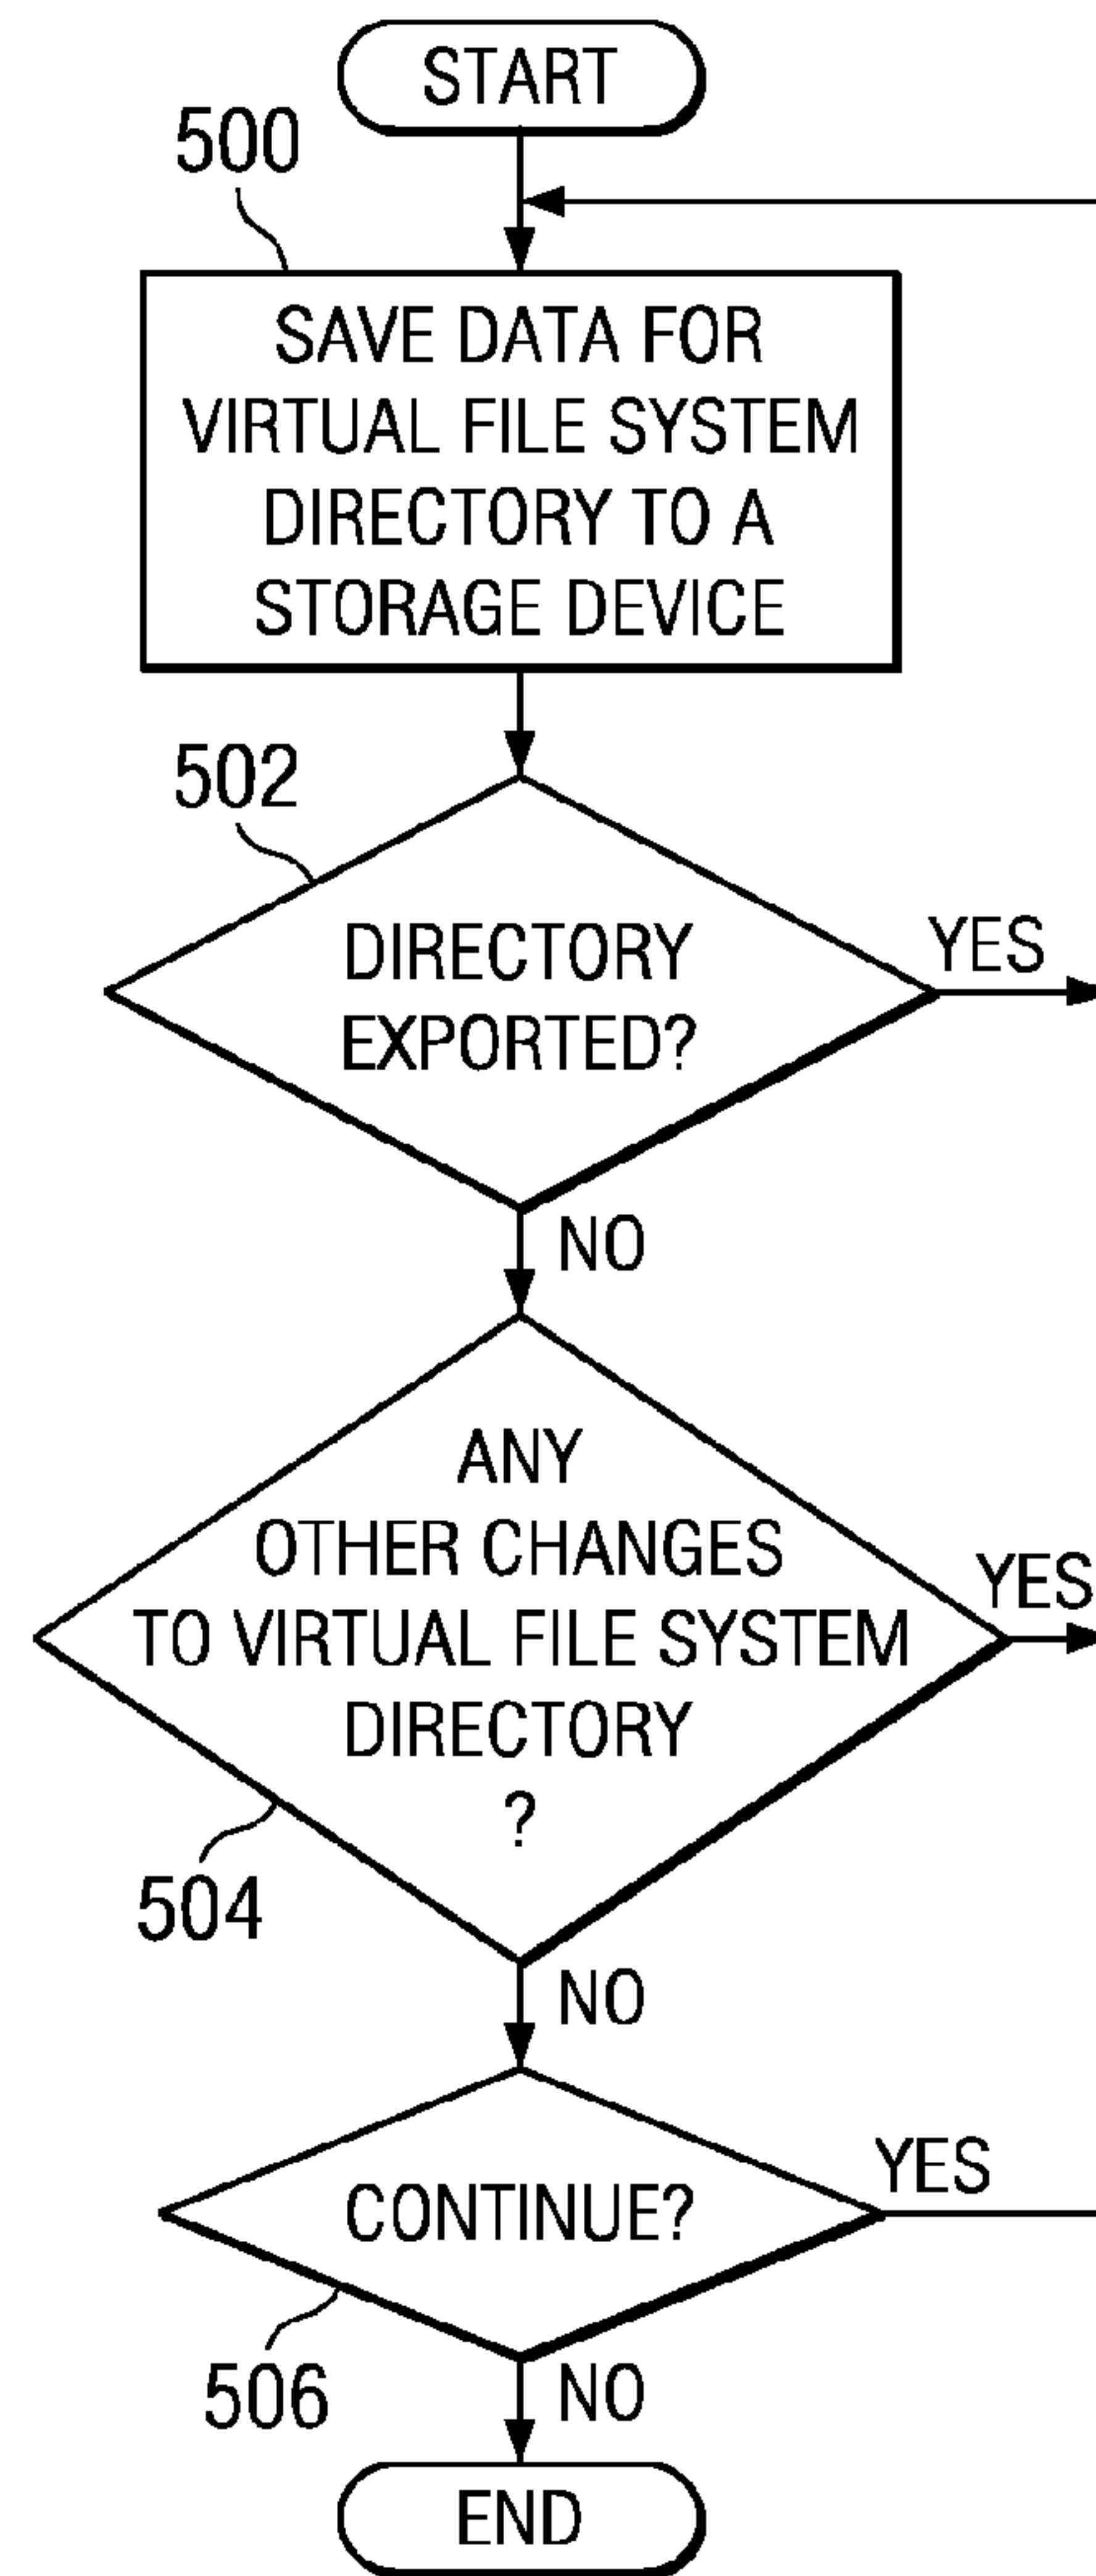 START
500
SAVE DATA FOR
VIRTUAL FILE SYSTEM
DIRECTORY TO A
STORAGE DEVICE
502
DIRECTORY
EXPORTED?
YES
NO
ANY
OTHER CHANGES
TO VIRTUAL FILE SYSTEM
DIRECTORY
?
YES
504
NO
CONTINUE?
YES
506
NO
END